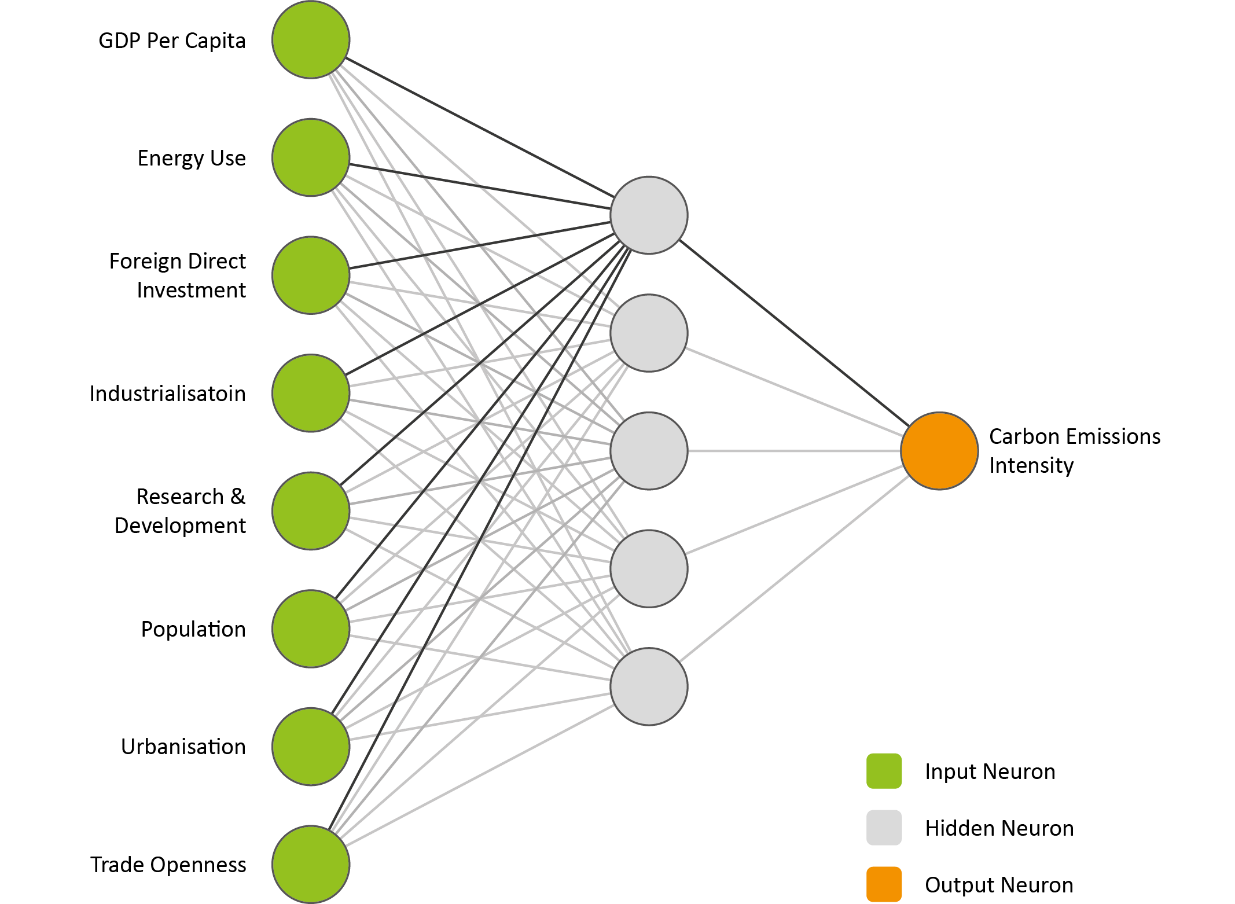 GDP Per Capita
Energy Use
Foreign Direct
Investment
Industrialisatoin
Research &
Development
Population
Urbanisation
Trade Openness
Carbon Emissions
Intensity
Input Neuron
Hidden Neuron
Output Neuron